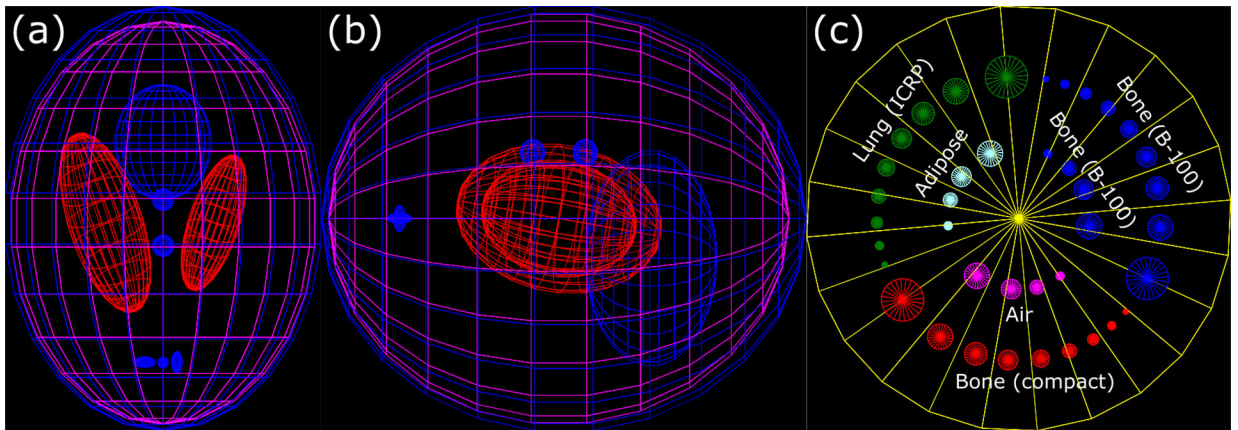 (a)
(b)
(c)
Lung (ICRP)
Adipose
Bone (B-100)
Bone (B-100)
Air
Bone (compact)